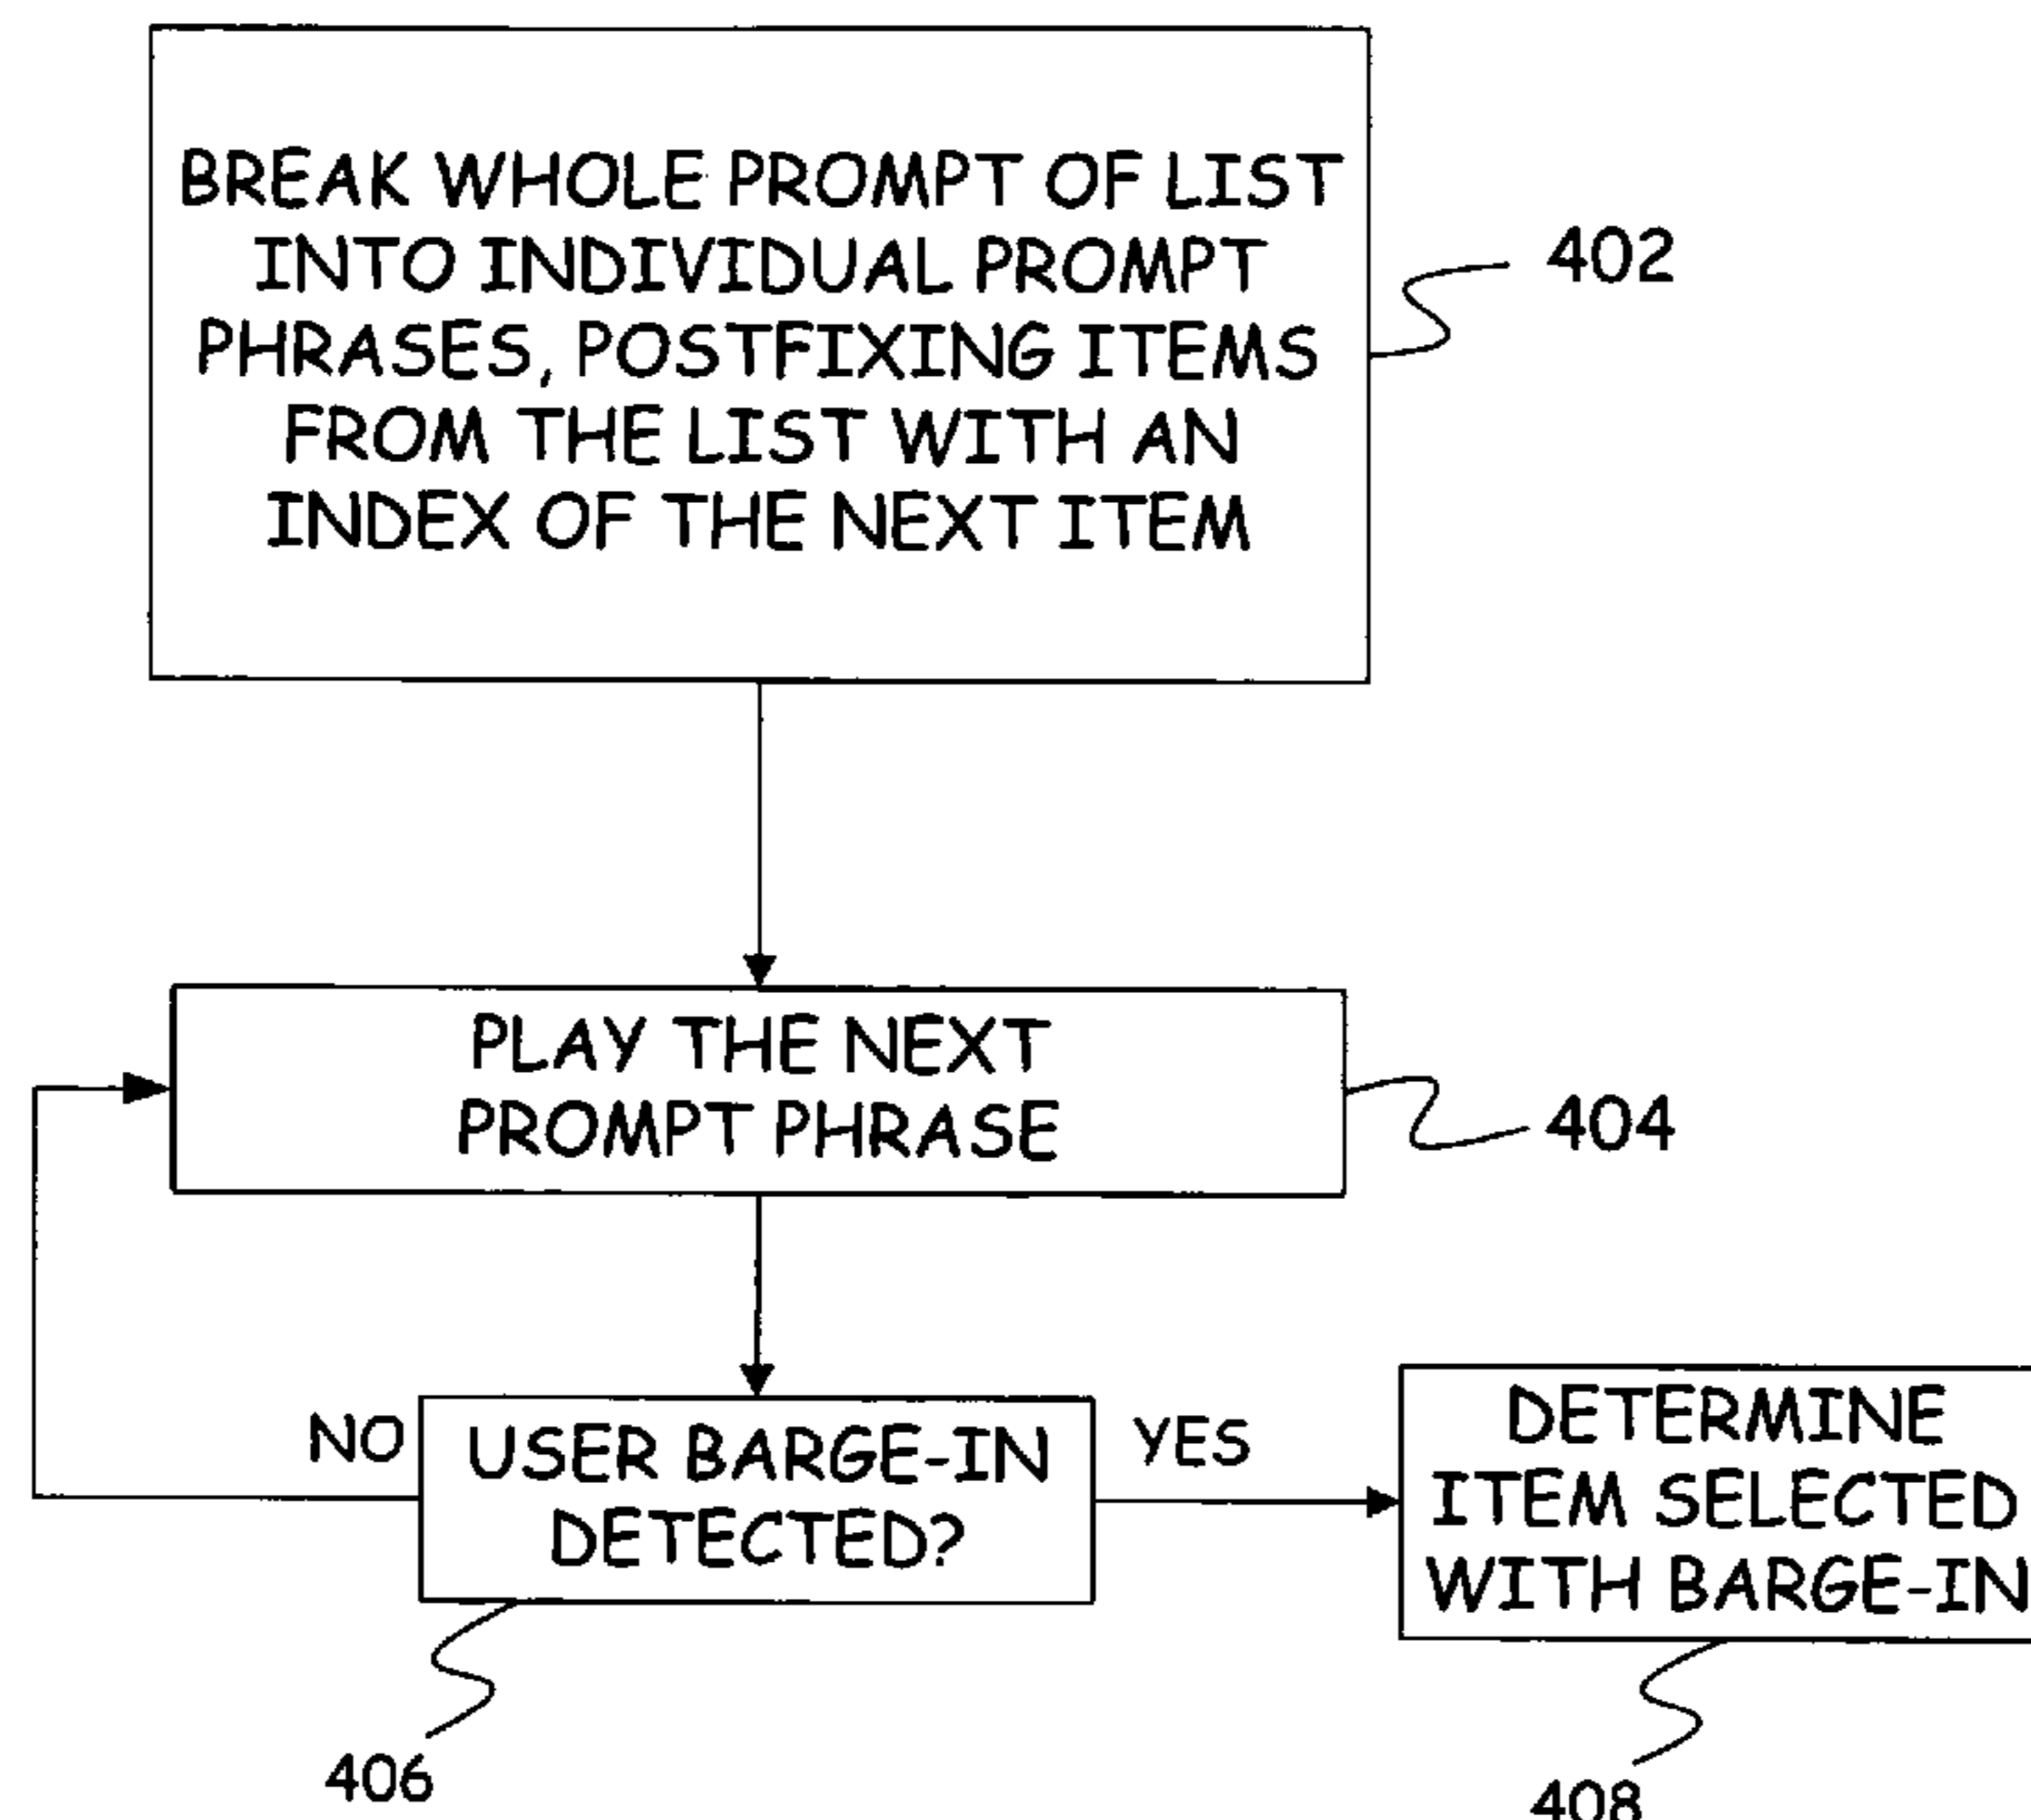 BREAK WHOLE PROMPT OF LIST
INTO INDIVIDUAL PROMPT
PHRASES, POSTFIXING ITEMS
FROM THE LIST WITH AN
INDEX OF THE NEXT ITEM
402
PLAY THE NEXT
PROMPT PHRASE
404
NO
USER BARGE-IN
DETECTED?
YES
DETERMINE
ITEM SELECTED
WITH BARGE-IN
406
408